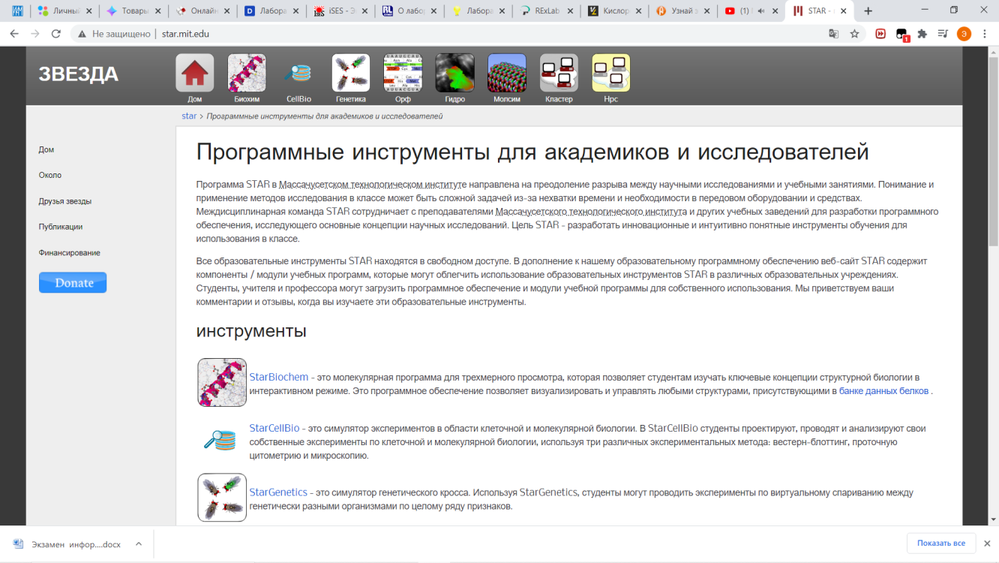 Личный
Товары
Онлайн
D Лабора
iSES - Э
RL О лабо
Лабора
RExLab
Кислор
Узнай з
(1)
STAR -
Не защищено | star.mit.edu
1
Э
ЗВЕЗДА
Дом
Биохим
CellBio
Генетика
Орф
Гидро
Молсим
Кластер
Hpc
star > Программные инструменты для академиков и исследователей
Дом
Около
Друзья звезды
Публикации
Финансирование
Donate
Программные инструменты для академиков и исследователей
Программа STAR в Массачусетском технологическом институте направлена на преодоление разрыва между научными исследованиями и учебными занятиями. Понимание и
применение методов исследования в классе может быть сложной задачей из-за нехватки времени и необходимости в передовом оборудовании и средствах.
Междисциплинарная команда STAR сотрудничает с преподавателями Массачусетского технологического института и других учебных заведений для разработки программного
обеспечения, исследующего основные концепции научных исследований. Цель STAR - разработать инновационные и интуитивно понятные инструменты обучения для
использования в классе.
Все образовательные инструменты STAR находятся в свободном доступе. В дополнение к нашему образовательному программному обеспечению веб-сайт STAR содержит
компоненты / модули учебных программ, которые могут облегчить использование образовательных инструментов STAR в различных образовательных учреждениях.
Студенты, учителя и профессора могут загрузить программное обеспечение и модули учебной программы для собственного использования. Мы приветствуем ваши
комментарии и отзывы, когда вы изучаете эти образовательные инструменты.
инструменты
StarBiochem - это молекулярная программа для трехмерного просмотра, которая позволяет студентам изучать ключевые концепции структурной биологии в
интерактивном режиме. Это программное обеспечение позволяет визуализировать и управлять любыми структурами, присутствующими в банке данных белков .
StarCellBio - это симулятор экспериментов в области клеточной и молекулярной биологии. В StarCellBio студенты проектируют, проводят и анализируют свои
собственные эксперименты по клеточной и молекулярной биологии, используя три различных экспериментальных метода: вестерн-блоттинг, проточную
цитометрию и микроскопию.
StarGenetics - это симулятор генетического кросса. Используя StarGenetics, студенты могут проводить эксперименты по виртуальному спариванию между
генетически разными организмами по целому ряду признаков.
Экзамен инфор....docx
Показать все